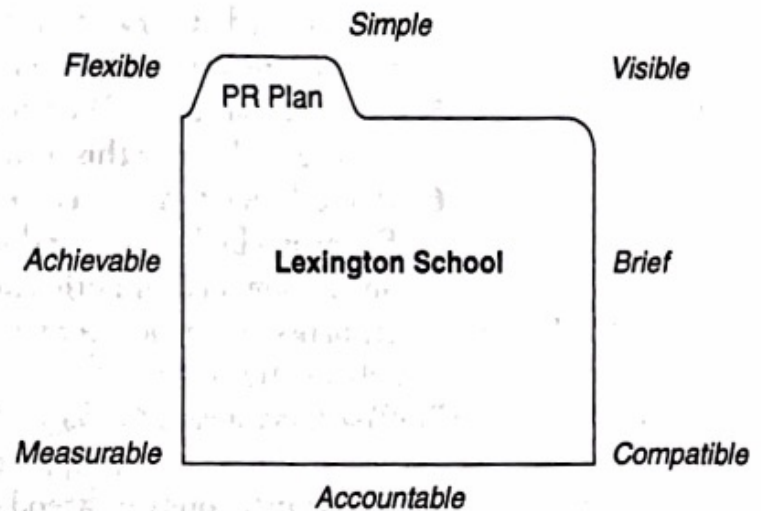 Simple
Flexible
Visible
PR Plan
Achievable
Lexington School
Brief
Measurable
Compatible
Accountable